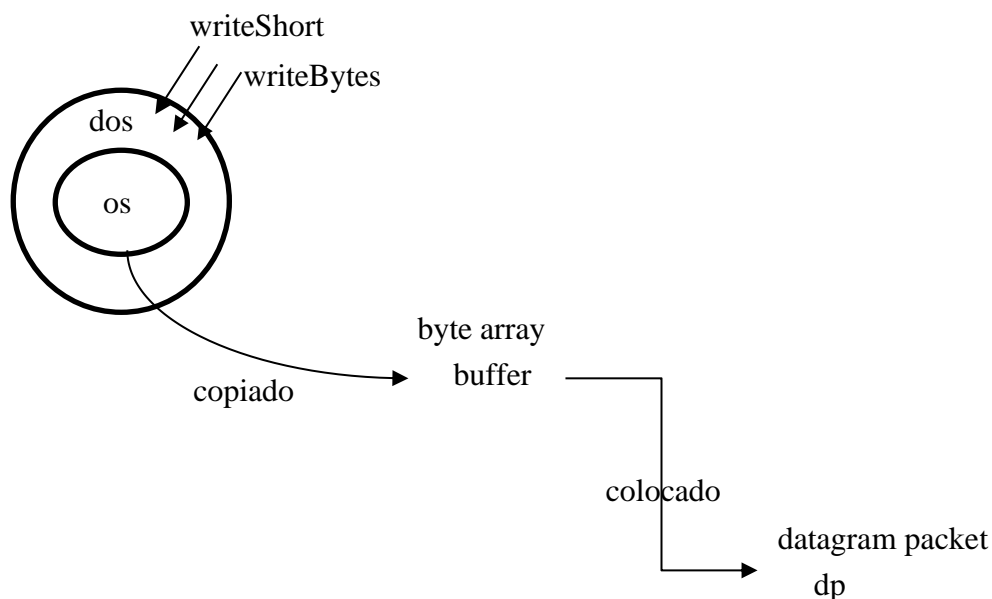 writeShort
writeBytes
dos
os
byte array
buffer
copiado
colocado
datagram packet
dp